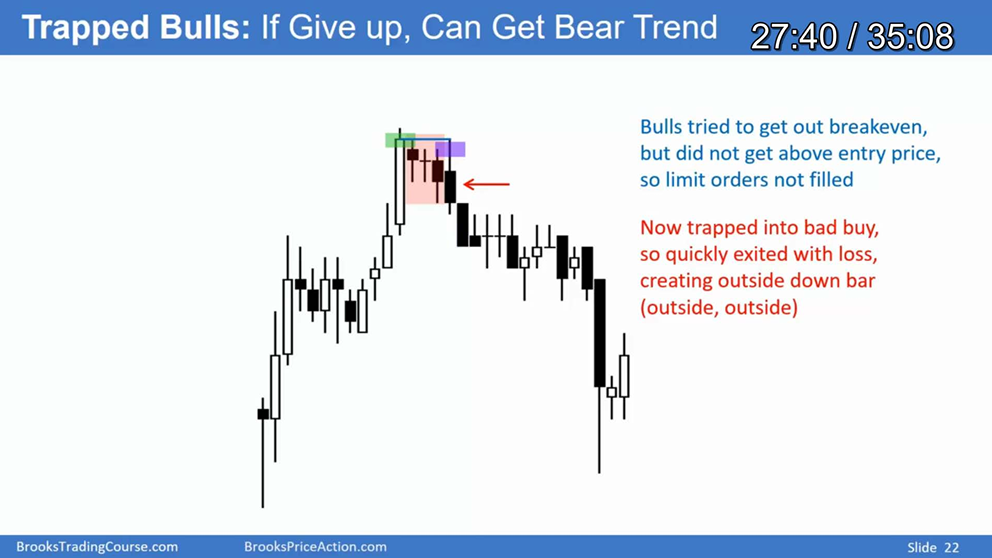 Trapped Bulls: If Give up, Can Get Bear Trend
27:40 / 35:08
Bulls tried to get out breakeven,
but did not get above entry price,
so limit orders not filled
Now trapped into bad buy,
so quickly exited with loss,
creating outside down bar
(outside, outside)
BrooksTradingCourse.com
BrooksPriceAction.com
Slide 22